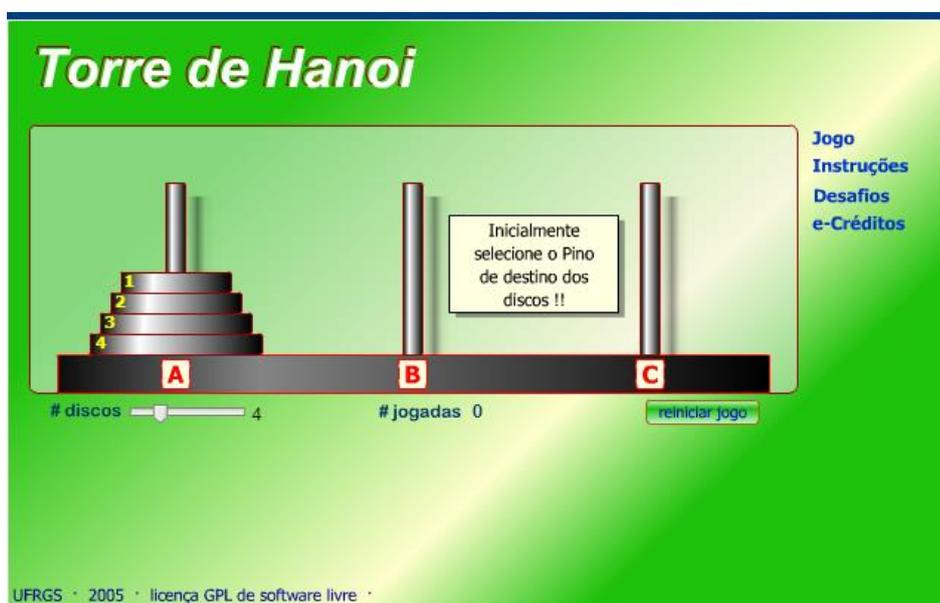 Torre de Hanoi
Jogo
Instruções
Desafios
e-Créditos
Inicialmente
selecione o Pino
de destino dos
discos !!
1
2
3
4
A B C
# discos 4 # jogadas 0 reiniciar jogo
UFRGS · 2005 · licença GPL de software livre ·